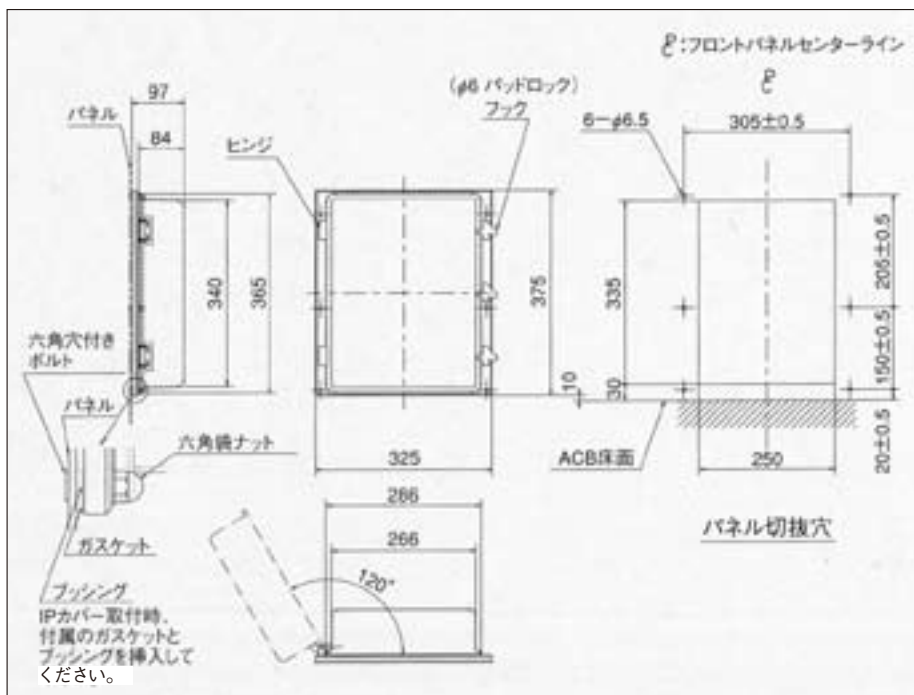 ℄:フロントパネルセンターライン
℄
(φ6 パッドロック)
フック
97
84
パネル
ヒンジ
6-φ6.5
305±0.5
340
365
375
10
335
30
205±0.5
150±0.5
20±0.5
六角穴付き
ボルト
パネル
六角袋ナット
325
ACB床面
250
パネル切抜穴
ガスケット
ブッシング
IPカバー取付時、
付属のガスケットと
ブッシングを挿入して
ください。
286
266
120°